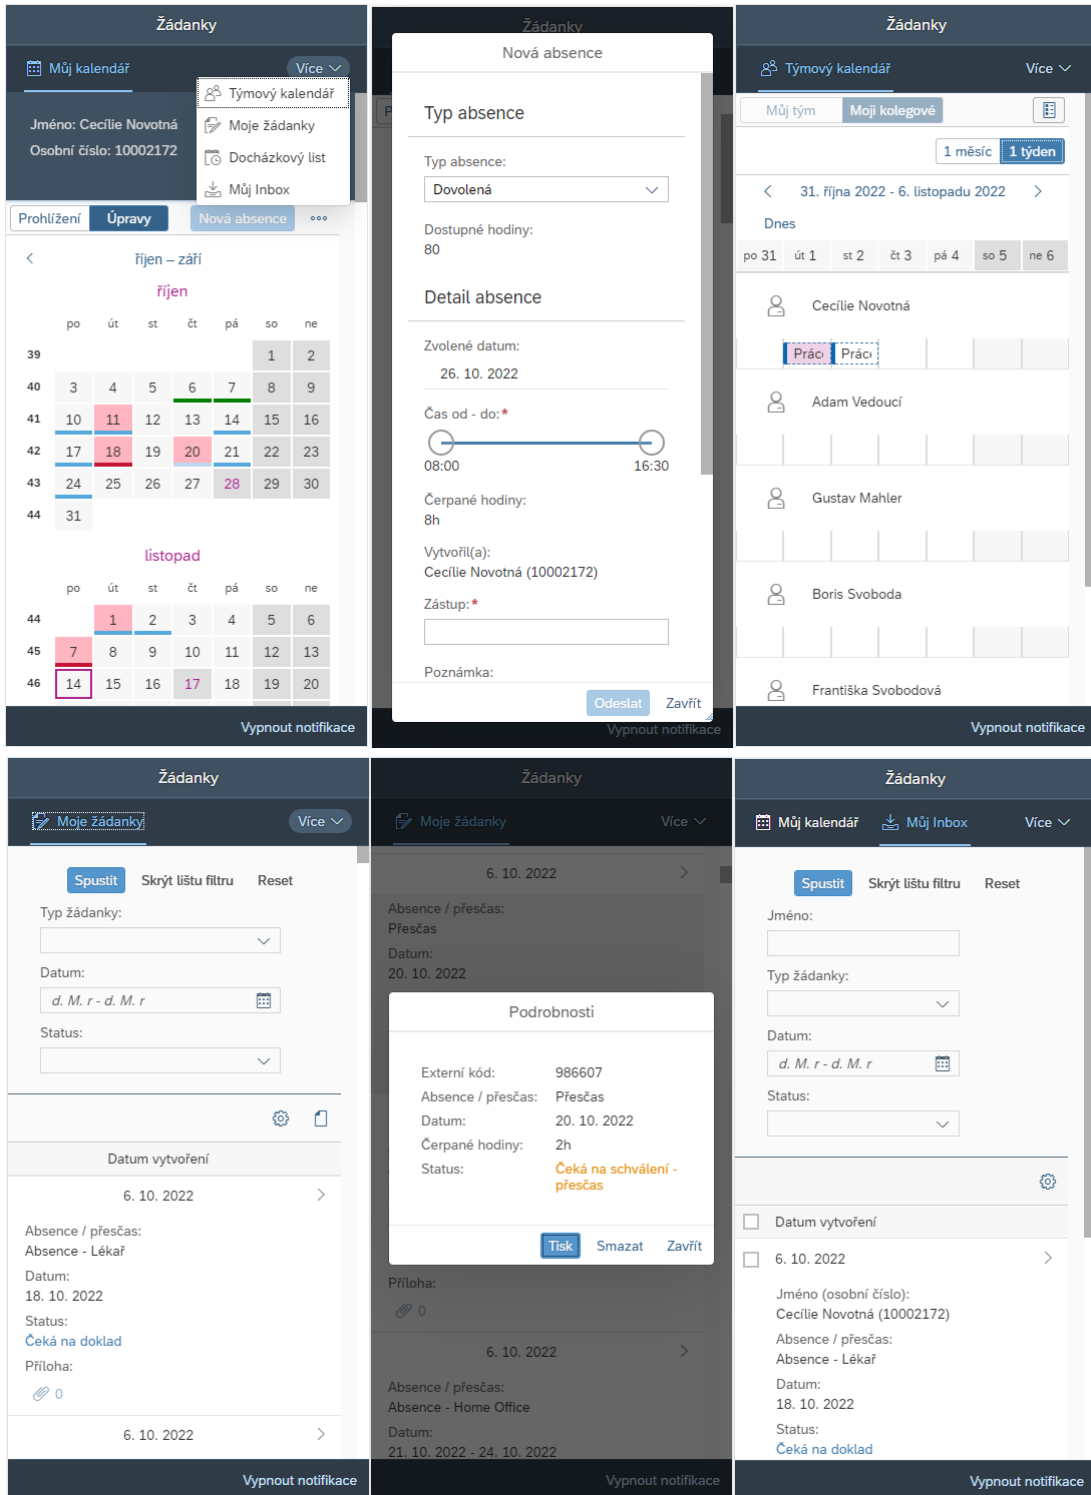 Žádanky
Můj kalendář
Více
Týmový kalendář
Moje žádanky
Docházkový list
Můj Inbox
Jméno: Cecílie Novotná
Osobní číslo: 10002172
Prohlížení Úpravy Nová absence
říjen – září
říjen
po út st čt pá so ne
39 1 2
40 3 4 5 6 7 8 9
41 10 11 12 13 14 15 16
42 17 18 19 20 21 22 23
43 24 25 26 27 28 29 30
44 31
listopad
po út st čt pá so ne
44 1 2 3 4 5 6
45 7 8 9 10 11 12 13
46 14 15 16 17 18 19 20
Vypnout notifikace
Žádanky
Nová absence
Typ absence
Typ absence:
Dovolená
Dostupné hodiny:
80
Detail absence
Zvolené datum:
26. 10. 2022
Čas od - do:*
08:00 16:30
Čerpané hodiny:
8h
Vytvořil(a):
Cecílie Novotná (10002172)
Zástup:*
Poznámka:
Odeslat Zavřít
Vypnout notifikace
Žádanky
Týmový kalendář Více
Můj tým Moji kolegové
1 měsíc 1 týden
31. října 2022 - 6. listopadu 2022
Dnes
po 31 út 1 st 2 čt 3 pá 4 so 5 ne 6
Cecílie Novotná
Adam Vedoucí
Gustav Mahler
Boris Svoboda
Františka Svobodová
Vypnout notifikace
Žádanky
Moje žádanky Více
Spustit Skrýt lištu filtru Reset
Typ žádanky:
Datum:
d. M. r - d. M. r
Status:
Datum vytvoření
6. 10. 2022
Absence / přesčas:
Absence - Lékař
Datum:
18. 10. 2022
Status:
Čeká na doklad
Příloha:
0
6. 10. 2022
Vypnout notifikace
Žádanky
Moje žádanky Více
6. 10. 2022
Absence / přesčas:
Přesčas
Datum:
20. 10. 2022
Podrobnosti
Externí kód: 986607
Absence / přesčas: Přesčas
Datum: 20. 10. 2022
Čerpané hodiny: 2h
Status: Čeká na schválení -
přesčas
Tisk Smazat Zavřít
Příloha:
0
6. 10. 2022
Absence / přesčas:
Absence - Home Office
Datum:
21. 10. 2022 - 24. 10. 2022
Vypnout notifikace
Žádanky
Můj kalendář Můj Inbox Více
Spustit Skrýt lištu filtru Reset
Jméno:
Typ žádanky:
Datum:
d. M. r - d. M. r
Status:
Datum vytvoření
6. 10. 2022
Jméno (osobní číslo):
Cecílie Novotná (10002172)
Absence / přesčas:
Absence - Lékař
Datum:
18. 10. 2022
Status:
Čeká na doklad
Vypnout notifikace